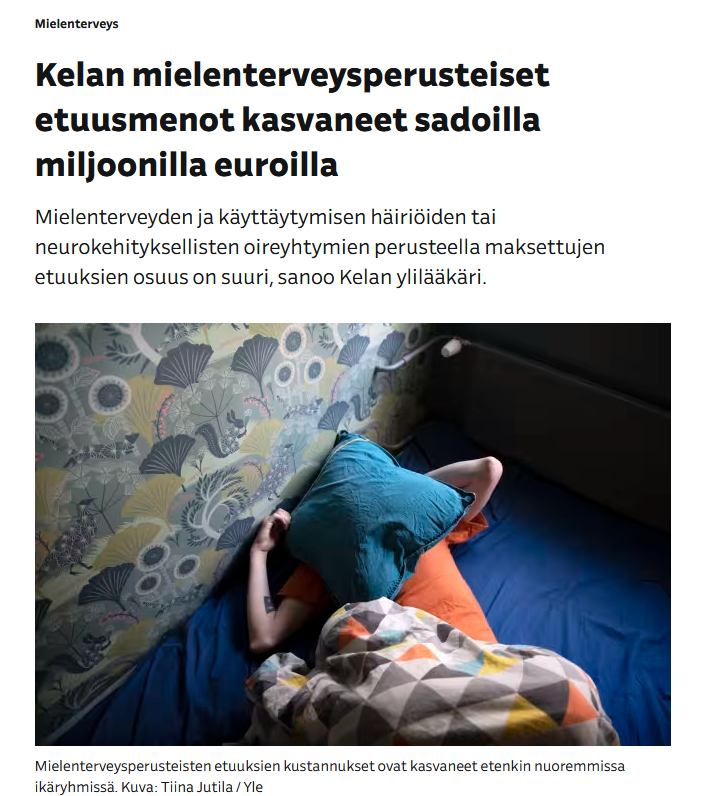 Mielenterveys
Kelan mielenterveysperusteiset
etuusmenot kasvaneet sadoilla
miljoonilla euroilla
Mielenterveyden ja käyttäytymisen häiriöiden tai
neurokehityksellisten oireyhtymien perusteella maksettujen
etuuksien osuus on suuri, sanoo Kelan ylilääkäri.
Mielenterveysperusteisten etuuksien kustannukset ovat kasvaneet etenkin nuoremmissa
ikäryhmissä. Kuva: Tiina Jutila / Yle